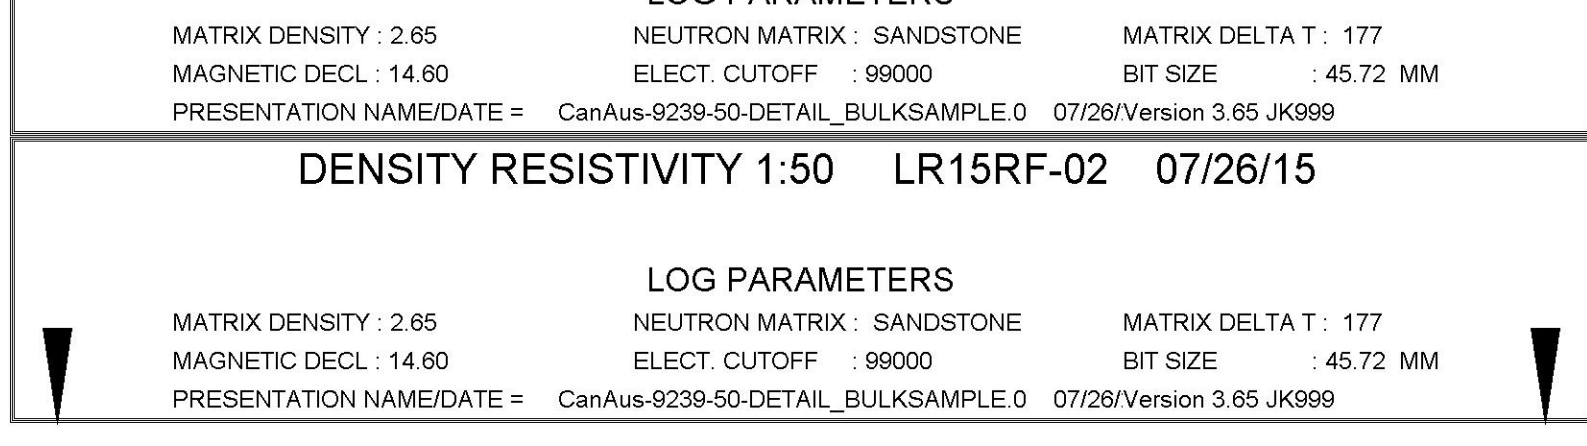 LOG PARAMETERS
MATRIX DENSITY : 2.65 NEUTRON MATRIX : SANDSTONE MATRIX DELTA T : 177
MAGNETIC DECL : 14.60 ELECT. CUTOFF : 99000 BIT SIZE : 45.72 MM
PRESENTATION NAME/DATE = CanAus-9239-50-DETAIL_BULKSAMPLE.0 07/26/Version 3.65 JK999
DENSITY RESISTIVITY 1:50 LR15RF-02 07/26/15
LOG PARAMETERS
MATRIX DENSITY : 2.65 NEUTRON MATRIX : SANDSTONE MATRIX DELTA T : 177
MAGNETIC DECL : 14.60 ELECT. CUTOFF : 99000 BIT SIZE : 45.72 MM
PRESENTATION NAME/DATE = CanAus-9239-50-DETAIL_BULKSAMPLE.0 07/26/Version 3.65 JK999